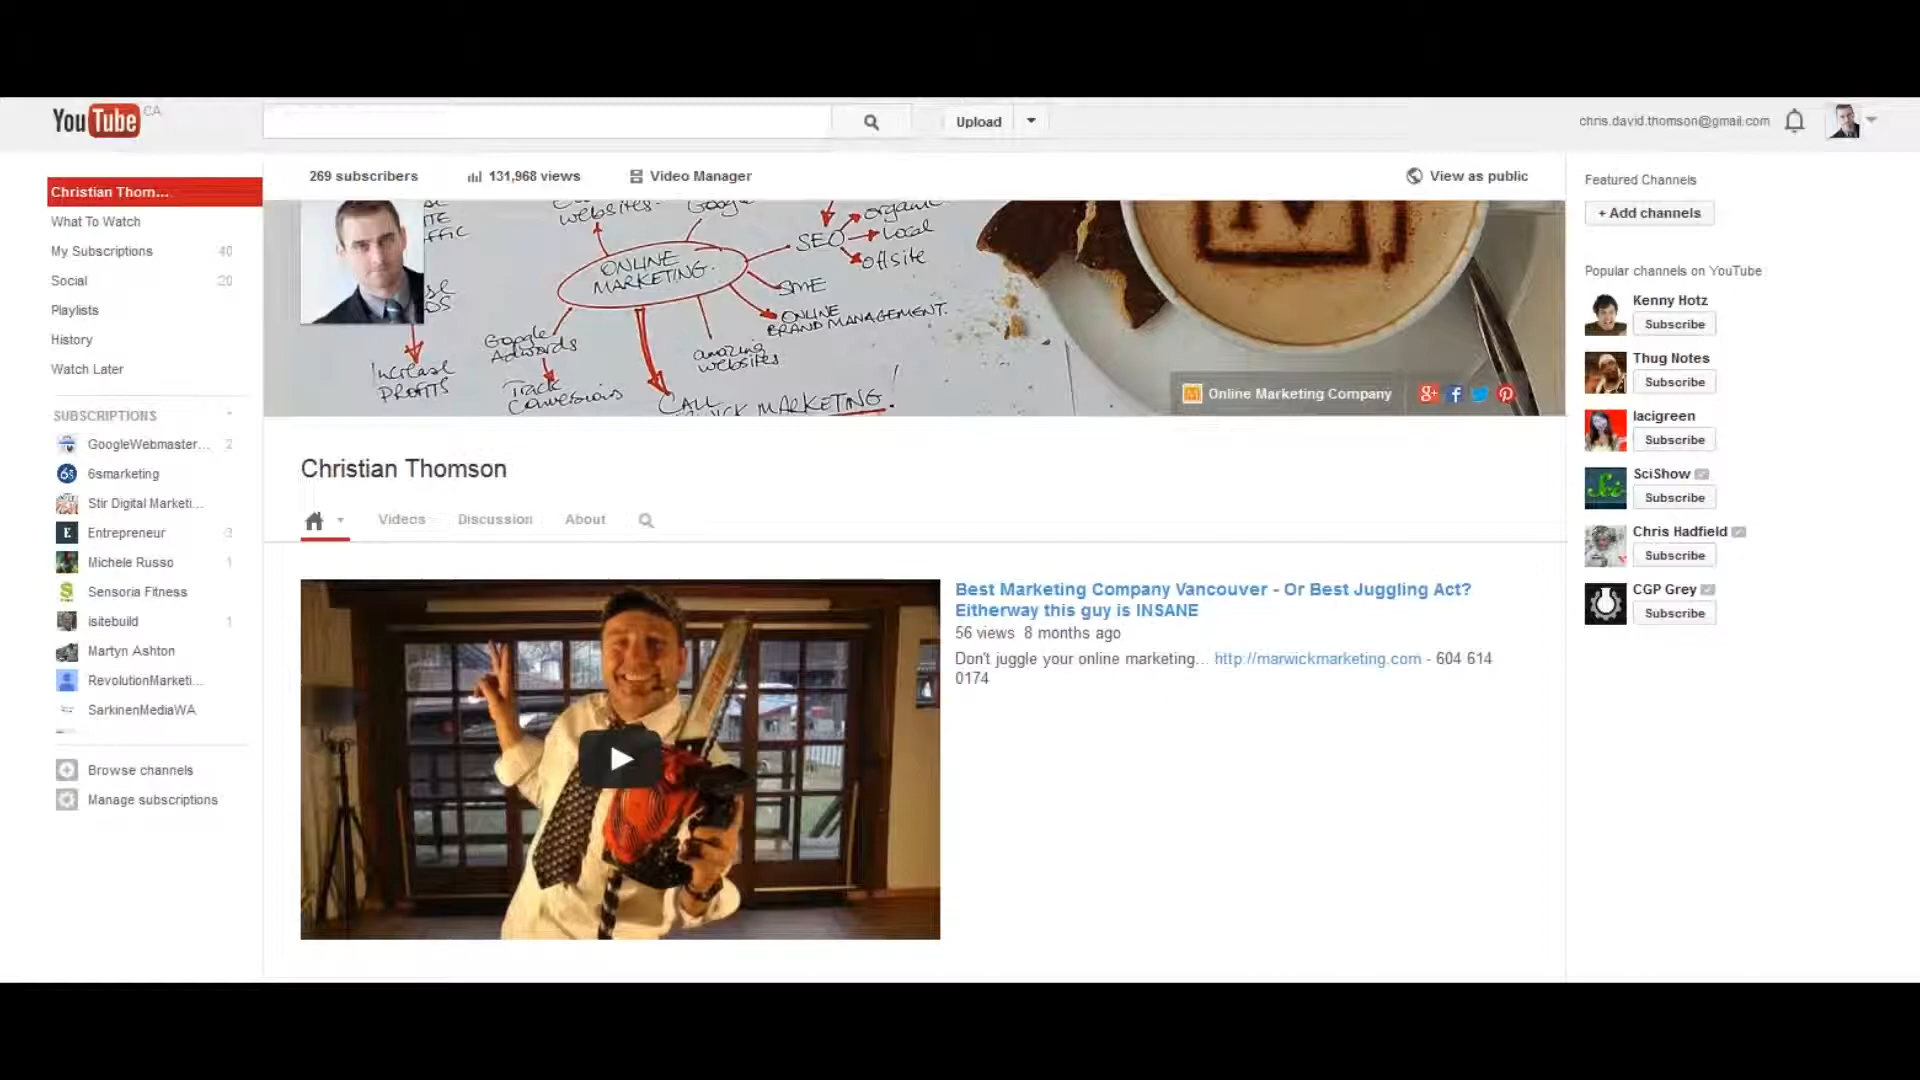 YouTube CA
Upload
chris.david.thomson@gmail.com
Christian Thom...
What To Watch
My Subscriptions 40
Social 20
Playlists
History
Watch Later
SUBSCRIPTIONS
GoogleWebmaster... 2
6smarketing
Stir Digital Marketi...
Entrepreneur 3
Michele Russo 1
Sensoria Fitness
isitebuild 1
Martyn Ashton
RevolutionMarketi...
SarkinenMediaWA
Browse channels
Manage subscriptions
269 subscribers
131,968 views
Video Manager
View as public
websites.
Google
SEO
organic
Local
offsite
ONLINE
MARKETING.
SME
ONLINE
BRAND MANAGEMENT.
Google
Adwords
amazing
websites
Increase
PROFITS
Track
Conversions
CALL
MARKETING!
M
Online Marketing Company
Christian Thomson
Videos
Discussion
About
Best Marketing Company Vancouver - Or Best Juggling Act?
Eitherway this guy is INSANE
56 views 8 months ago
Don't juggle your online marketing... http://marwickmarketing.com - 604 614
0174
Featured Channels
+ Add channels
Popular channels on YouTube
Kenny Hotz
Subscribe
Thug Notes
Subscribe
lacigreen
Subscribe
SciShow
Subscribe
Chris Hadfield
Subscribe
CGP Grey
Subscribe